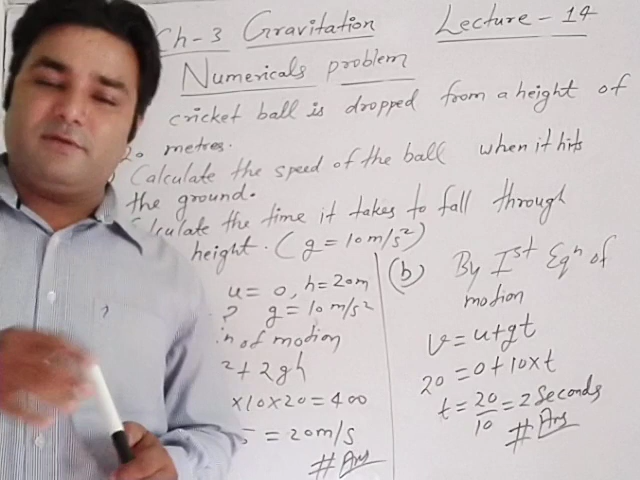 Ch-3 Gravitation Lecture-14
Numericals problem
cricket ball is dropped from a height of
20 metres.
Calculate the speed of the ball when it hits
the ground.
lculate the time it takes to fall through
height. (g = 10 m/s²)
u = 0, h = 20m
? g = 10 m/s²
n of motion
² + 2gh
×10×20 = 400
= 20m/s
# Ans
(b) By Ist Eqn of
motion
v = u+gt
20 = 0 + 10×t
t = 20/10 = 2 Seconds
# Ans